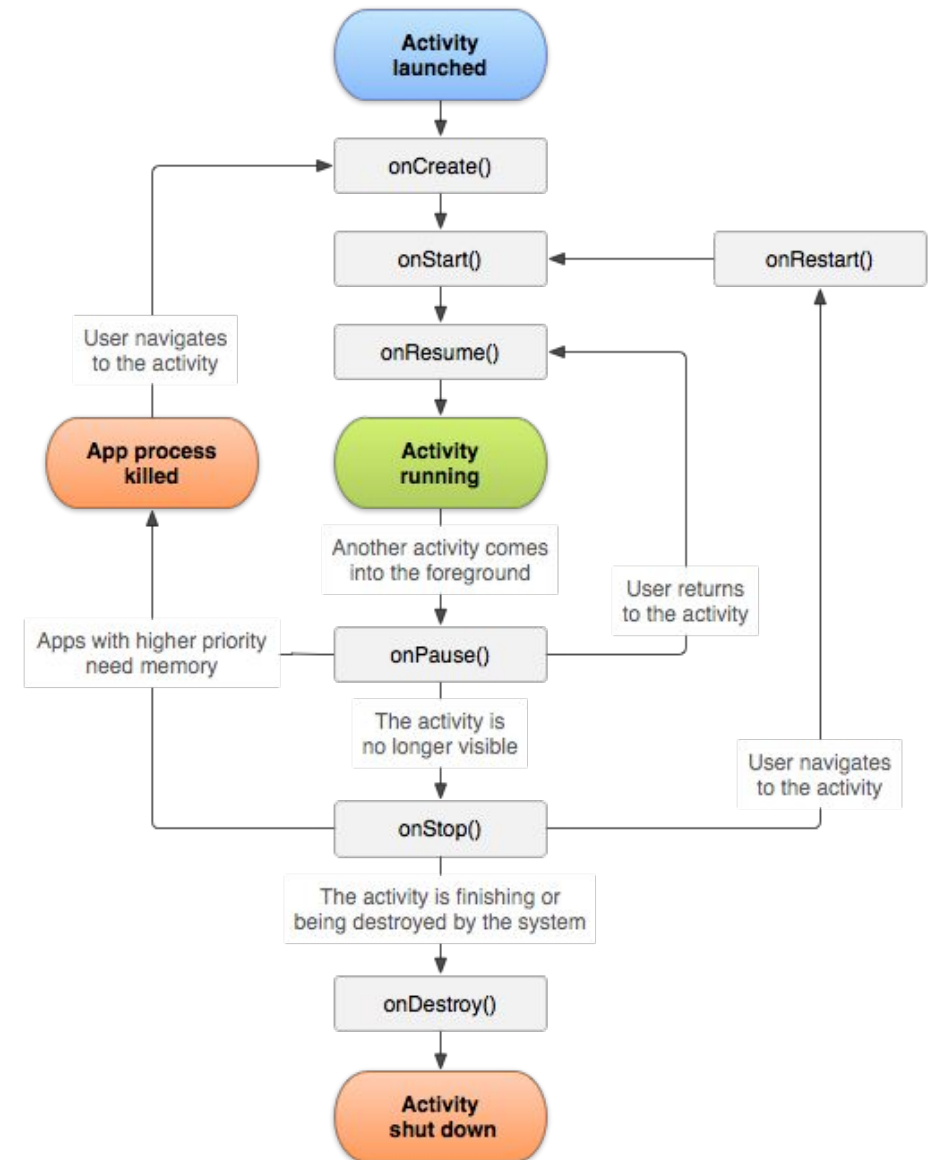 Activity
launched
onCreate()
onStart()
onRestart()
User navigates
to the activity
onResume()
App process
killed
Activity
running
Another activity comes
into the foreground
User returns
to the activity
Apps with higher priority
need memory
onPause()
The activity is
no longer visible
User navigates
to the activity
onStop()
The activity is finishing or
being destroyed by the system
onDestroy()
Activity
shut down